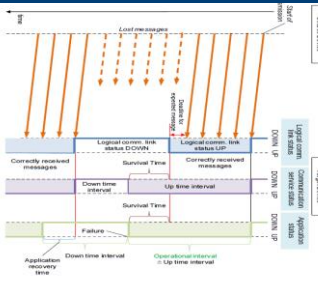 time
Lost messages
Start of
mission
Deadline for
expected message
Logical comm. link
status DOWN
Logical comm. link
status UP
DOWN
UP
Logical comm.
link status
Correctly received
messages
Survival Time
Correctly received
messages
Down time
interval
Up time interval
DOWN
UP
Communication
service status
Survival Time
Failure
DOWN
UP
Application
status
Application
recovery
time
Down time interval
Operational interval
Up time interval